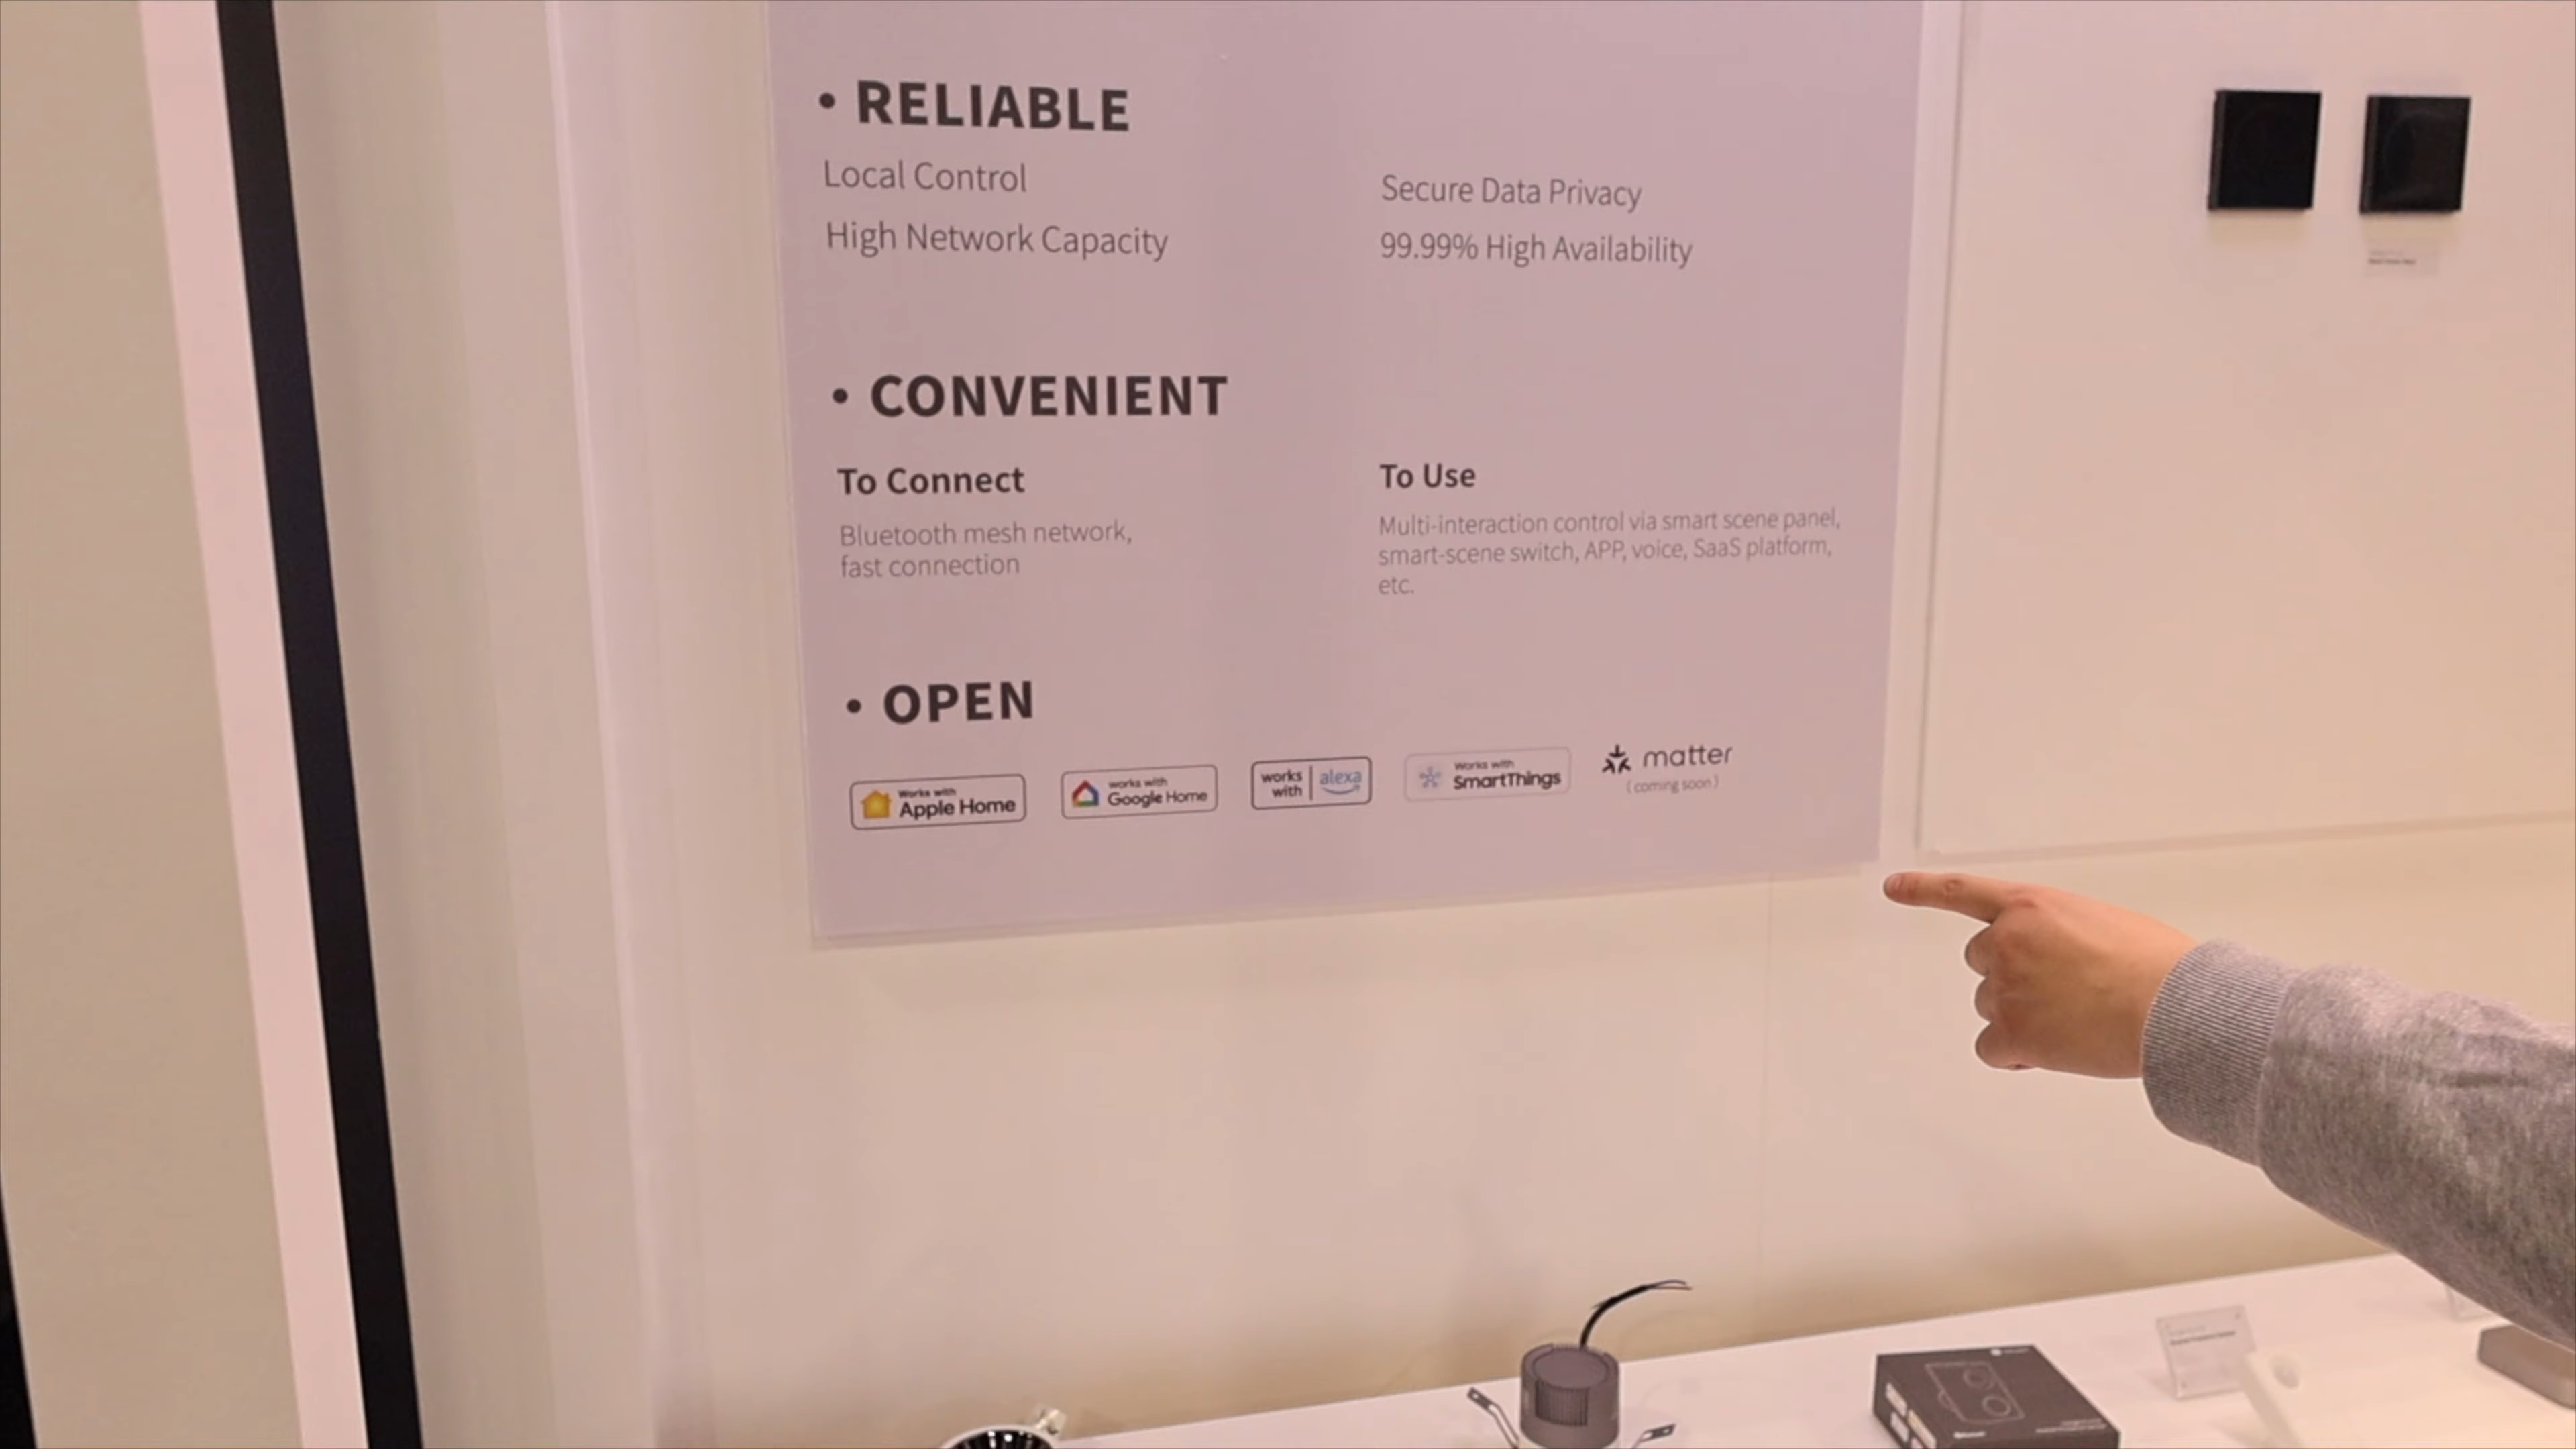 • RELIABLE
Local Control
Secure Data Privacy
High Network Capacity
99.99% High Availability
• CONVENIENT
To Connect
Bluetooth mesh network,
fast connection
To Use
Multi-interaction control via smart scene panel,
smart-scene switch, APP, voice, SaaS platform,
etc.
• OPEN
Works with
Apple Home
works with
Google Home
works
with
alexa
Works with
SmartThings
matter
(coming soon)